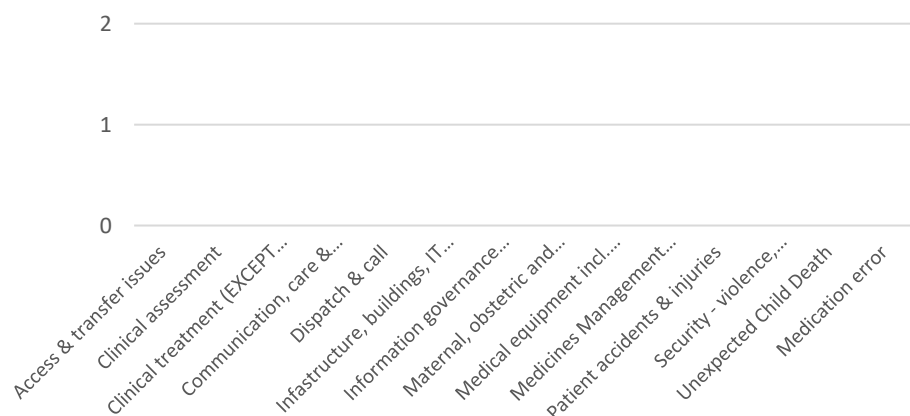 2
1
0
Access & transfer issues
Clinical assessment
Clinical treatment (EXCEPT...
Communication, care &...
Dispatch & call
Infastructure, buildings, IT...
Information governance...
Maternal, obstetric and...
Medical equipment incl...
Medicines Management...
Patient accidents & injuries
Security - violence,...
Unexpected Child Death
Medication error